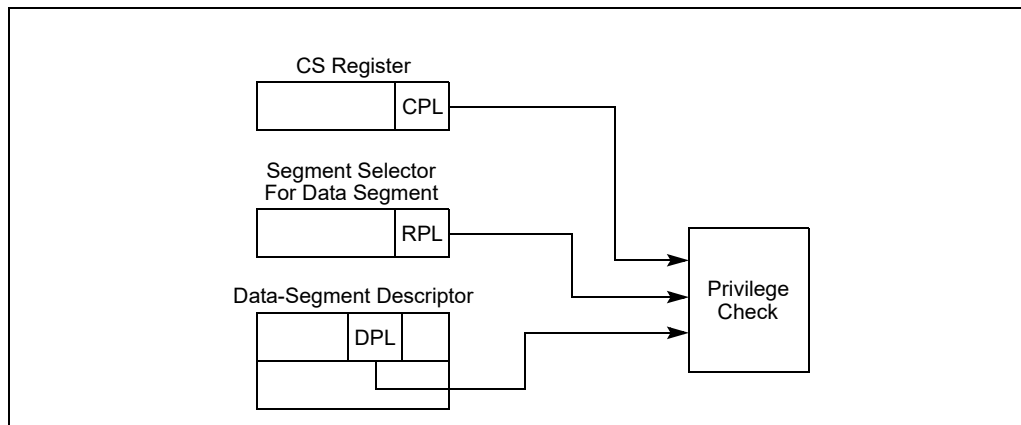 CS Register
CPL
Segment Selector
For Data Segment
RPL
Data-Segment Descriptor
DPL
Privilege
Check